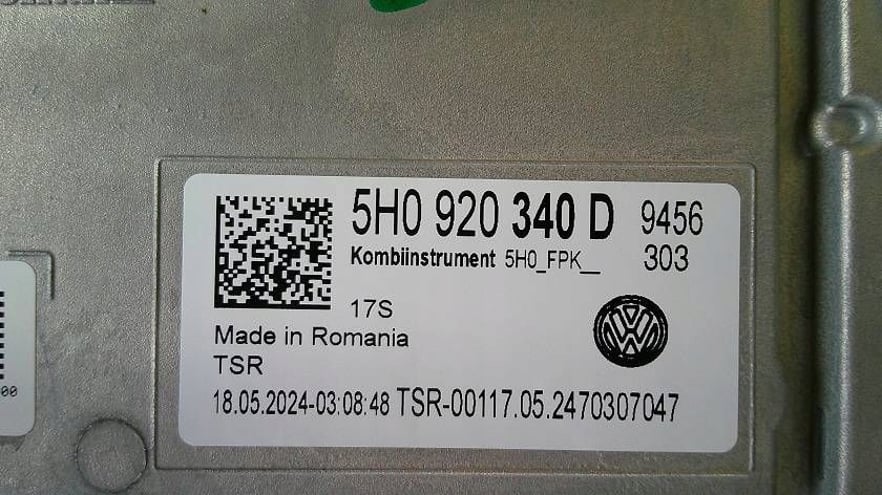 5H0 920 340 D 9456
Kombiinstrument 5H0_FPK__ 303
17S
Made in Romania
TSR
18.05.2024-03:08:48 TSR-00117.05.2470307047
00